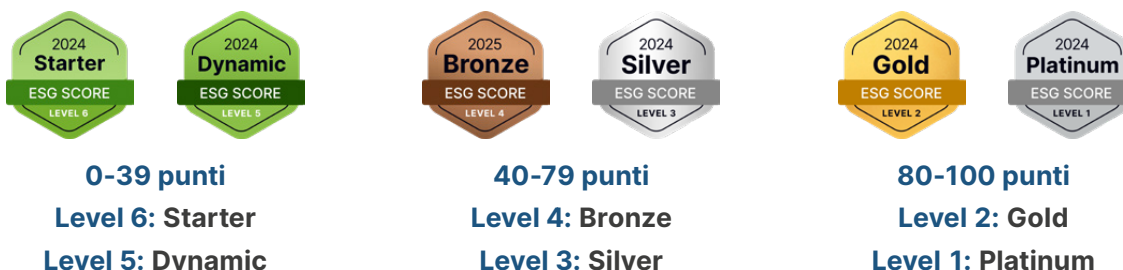 2024
Starter
ESG SCORE
LEVEL 6
2024
Dynamic
ESG SCORE
LEVEL 5
0-39 punti
Level 6: Starter
Level 5: Dynamic
2025
Bronze
ESG SCORE
LEVEL 4
2024
Silver
ESG SCORE
LEVEL 3
40-79 punti
Level 4: Bronze
Level 3: Silver
2024
Gold
ESG SCORE
LEVEL 2
2024
Platinum
ESG SCORE
LEVEL 1
80-100 punti
Level 2: Gold
Level 1: Platinum